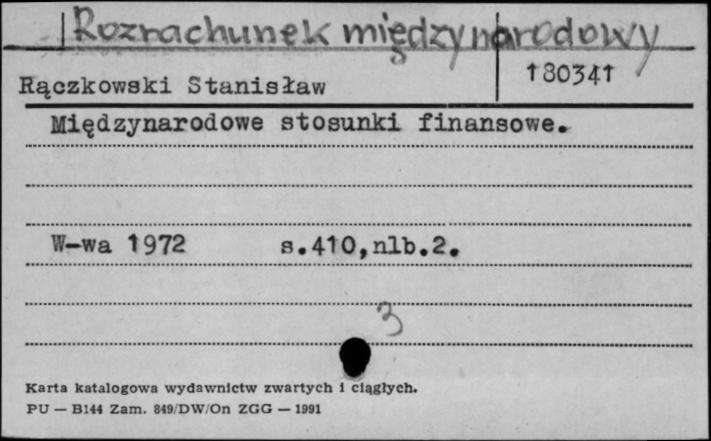 Rozrachunek międzynarodowy
180341
Rączkowski Stanisław
Międzynarodowe stosunki finansowe.
W-wa 1972 s.410,nlb.2.
3
Karta katalogowa wydawnictw zwartych i ciągłych.
PU — B144 Zam. 849/DW/On ZGG — 1991